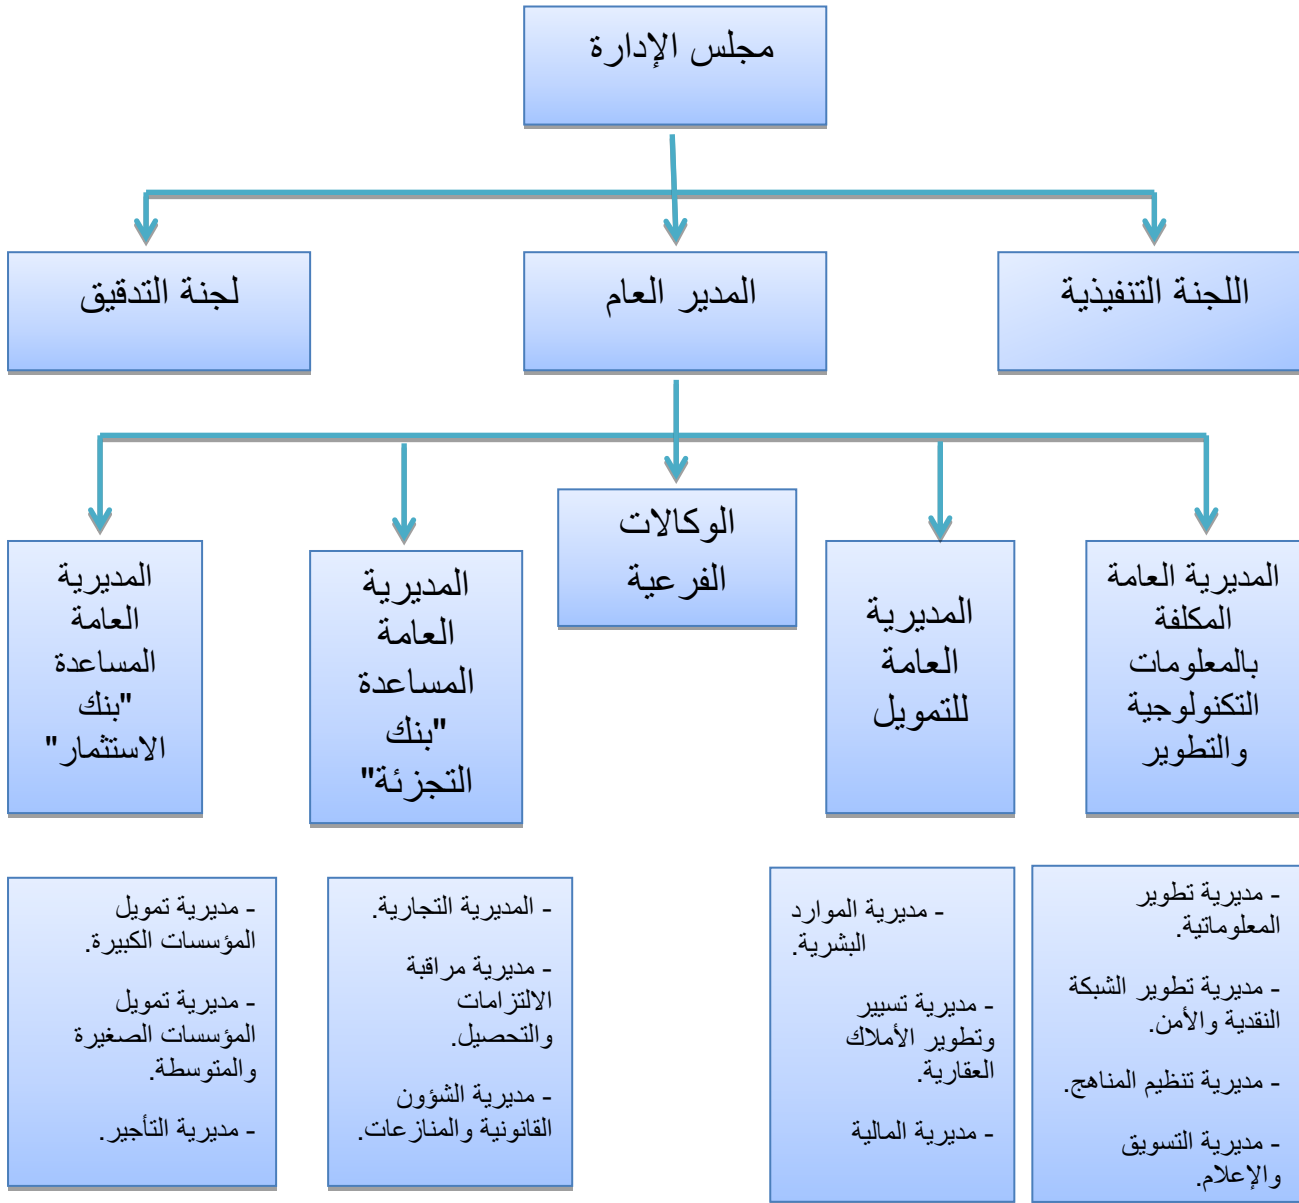 مجلس الإدارة
اللجنة التنفيذية
المدير العام
لجنة التدقيق
المديرية العامة
المكلفة
بالمعلومات
التكنولوجية
والتطوير
المديرية
العامة
للتمويل
الوكالات
الفرعية
المديرية
العامة
المساعدة
"بنك
التجزئة"
المديرية
العامة
المساعدة
"بنك
الاستثمار"
- مديرية تطوير
المعلوماتية.
- مديرية تطوير الشبكة
النقدية والأمن.
- مديرية تنظيم المناهج.
- مديرية التسويق
والإعلام.
- مديرية الموارد
البشرية.
- مديرية تسيير
وتطوير الأملاك
العقارية.
- مديرية المالية
- المديرية التجارية.
- مديرية مراقبة
الالتزامات
والتحصيل.
- مديرية الشؤون
القانونية والمنازعات.
- مديرية تمويل
المؤسسات الكبيرة.
- مديرية تمويل
المؤسسات الصغيرة
والمتوسطة.
- مديرية التأجير.